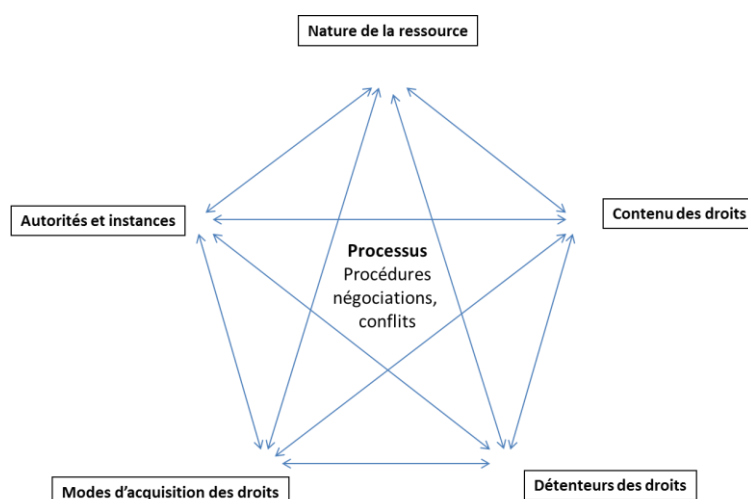 Nature de la ressource
Autorités et instances
Contenu des droits
Processus
Procédures
négociations,
conflits
Modes d'acquisition des droits
Détenteurs des droits